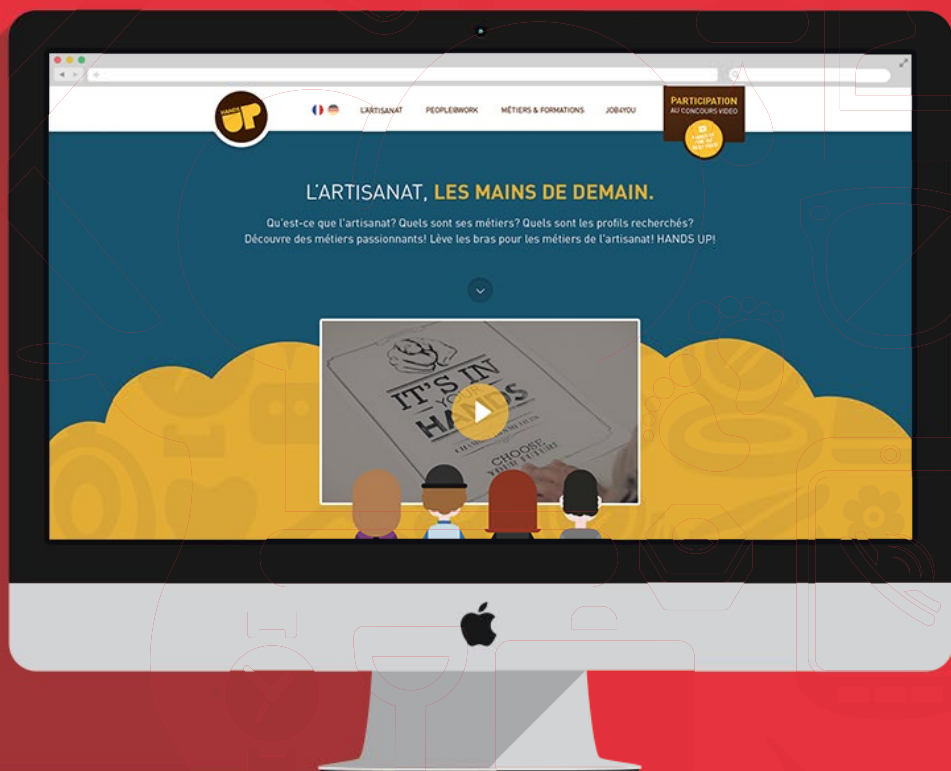 HANDS
UP
L'ARTISANAT
PEOPLE@WORK
MÉTIERS & FORMATIONS
JOB4YOU
PARTICIPATION
AU CONCOURS VIDEO
L'ARTISANAT, LES MAINS DE DEMAIN.
Qu'est-ce que l'artisanat? Quels sont ses métiers? Quels sont les profils recherchés?
Découvre des métiers passionnants! Lève les bras pour les métiers de l'artisanat! HANDS UP!
IT'S IN
YOUR
HANDS
CHOOSE
YOUR FUTURE